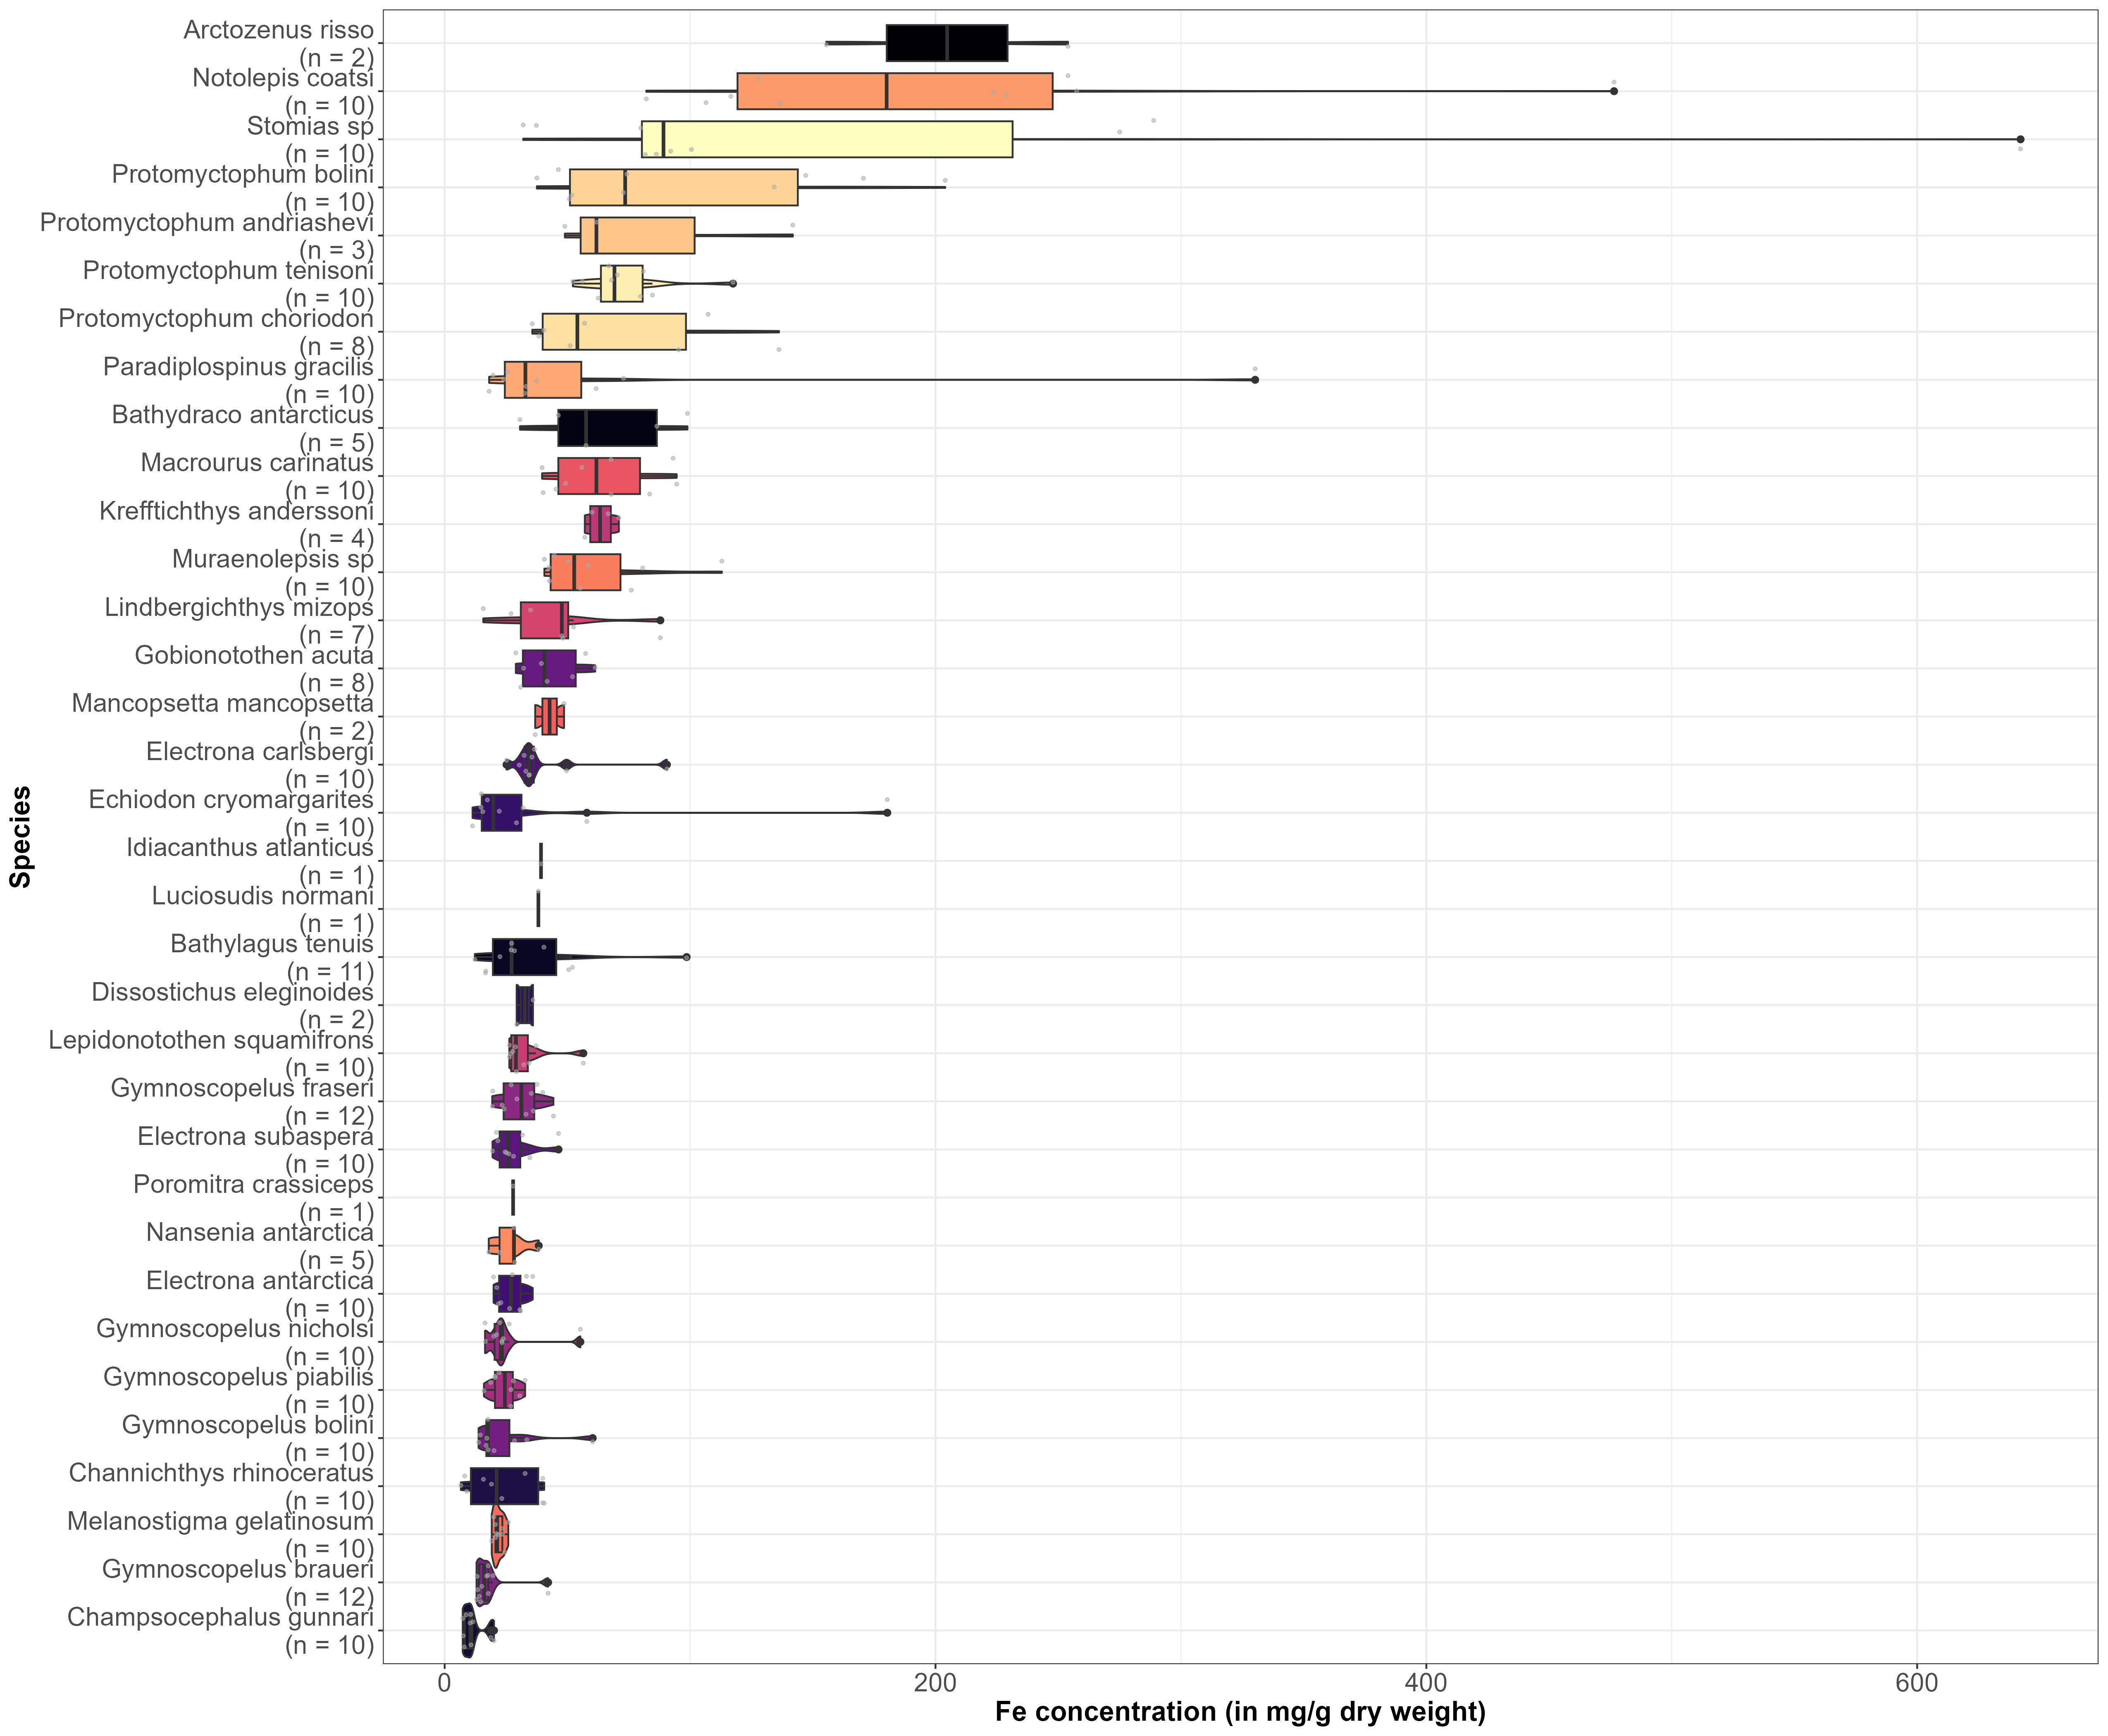 Arctozenus risso
(n = 2)
Notolepis coatsi
(n = 10)
Stomias sp
(n = 10)
Protomyctophum bolini
(n = 10)
Protomyctophum andriashevi
(n = 3)
Protomyctophum tenisoni
(n = 10)
Protomyctophum choriodon
(n = 8)
Paradiplospinus gracilis
(n = 10)
Bathydraco antarcticus
(n = 5)
Macrourus carinatus
(n = 10)
Krefftichthys anderssoni
(n = 4)
Muraenolepsis sp
(n = 10)
Lindbergichthys mizops
(n = 7)
Gobionotothen acuta
(n = 8)
Mancopsetta mancopsetta
(n = 2)
Electrona carlsbergi
(n = 10)
Echiodon cryomargarites
(n = 10)
Idiacanthus atlanticus
(n = 1)
Luciosudis normani
(n = 1)
Bathylagus tenuis
(n = 11)
Dissostichus eleginoides
(n = 2)
Lepidonotothen squamifrons
(n = 10)
Gymnoscopelus fraseri
(n = 12)
Electrona subaspera
(n = 10)
Poromitra crassiceps
(n = 1)
Nansenia antarctica
(n = 5)
Electrona antarctica
(n = 10)
Gymnoscopelus nicholsi
(n = 10)
Gymnoscopelus piabilis
(n = 10)
Gymnoscopelus bolini
(n = 10)
Channichthys rhinoceratus
(n = 10)
Melanostigma gelatinosum
(n = 10)
Gymnoscopelus braueri
(n = 12)
Champsocephalus gunnari
(n = 10)
Species
0 200 400 600
Fe concentration (in mg/g dry weight)